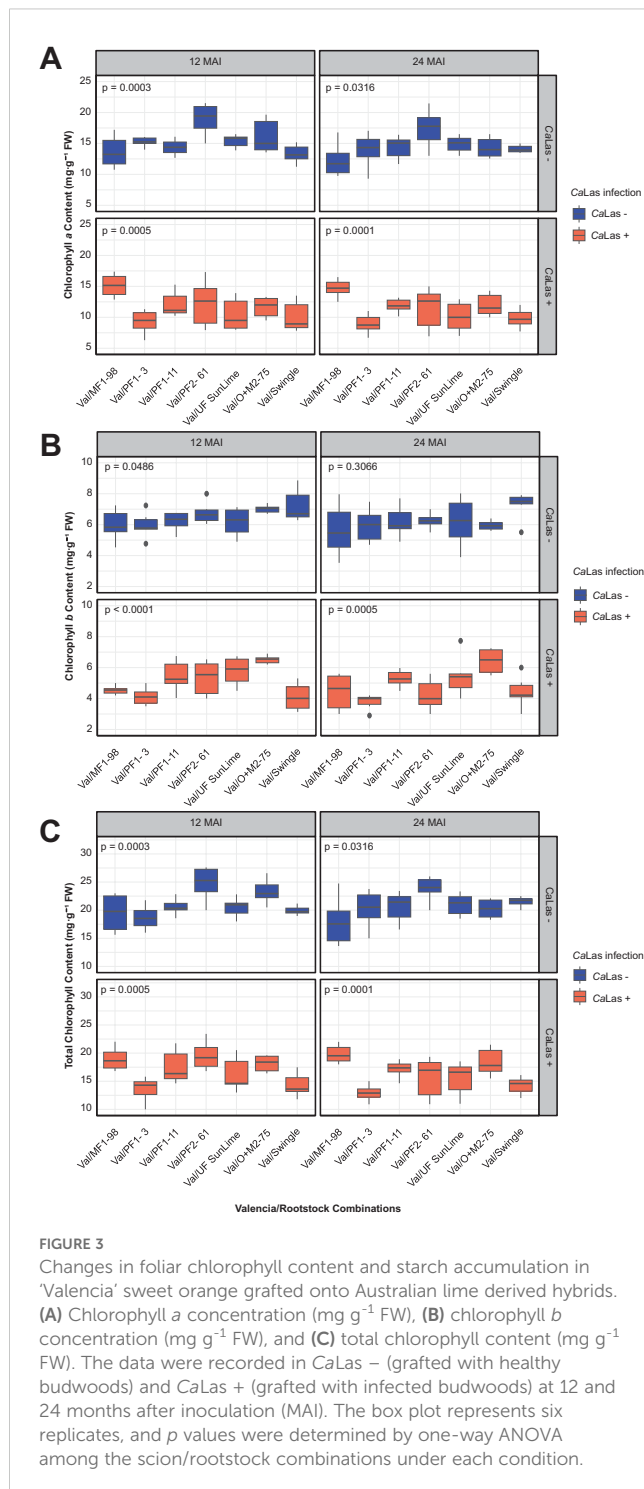 A
12 MAI
24 MAI
Chlorophyll a Content (mg·g⁻¹ FW)
25
20
15
10
5
p = 0.0003
p = 0.0316
CaLas -
25
20
15
10
5
p = 0.0005
p = 0.0001
CaLas +
CaLas infection
CaLas -
CaLas +
Val/MF1-98
Val/PF1- 3
Val/PF1-11
Val/PF2- 61
Val/UF SunLime
Val/O+M2-75
Val/Swingle
Val/MF1-98
Val/PF1- 3
Val/PF1-11
Val/PF2- 61
Val/UF SunLime
Val/O+M2-75
Val/Swingle
B
12 MAI
24 MAI
Chlorophyll b Content (mg·g⁻¹ FW)
10
8
6
4
2
p = 0.0486
p = 0.3066
CaLas -
10
8
6
4
2
p < 0.0001
p = 0.0005
CaLas +
CaLas infection
CaLas -
CaLas +
Val/MF1-98
Val/PF1- 3
Val/PF1-11
Val/PF2- 61
Val/UF SunLime
Val/O+M2-75
Val/Swingle
Val/MF1-98
Val/PF1- 3
Val/PF1-11
Val/PF2- 61
Val/UF SunLime
Val/O+M2-75
Val/Swingle
C
12 MAI
24 MAI
Total Chlorophyll Content (mg·g⁻¹ FW)
30
25
20
15
10
p = 0.0003
p = 0.0316
CaLas -
30
25
20
15
10
p = 0.0005
p = 0.0001
CaLas +
CaLas infection
CaLas -
CaLas +
Val/MF1-98
Val/PF1- 3
Val/PF1-11
Val/PF2- 61
Val/UF SunLime
Val/O+M2-75
Val/Swingle
Val/MF1-98
Val/PF1- 3
Val/PF1-11
Val/PF2- 61
Val/UF SunLime
Val/O+M2-75
Val/Swingle
Valencia/Rootstock Combinations
FIGURE 3
Changes in foliar chlorophyll content and starch accumulation in
‘Valencia’ sweet orange grafted onto Australian lime derived hybrids.
(A) Chlorophyll a concentration (mg g⁻¹ FW), (B) chlorophyll b
concentration (mg g⁻¹ FW), and (C) total chlorophyll content (mg g⁻¹
FW). The data were recorded in CaLas – (grafted with healthy
budwoods) and CaLas + (grafted with infected budwoods) at 12 and
24 months after inoculation (MAI). The box plot represents six
replicates, and p values were determined by one-way ANOVA
among the scion/rootstock combinations under each condition.